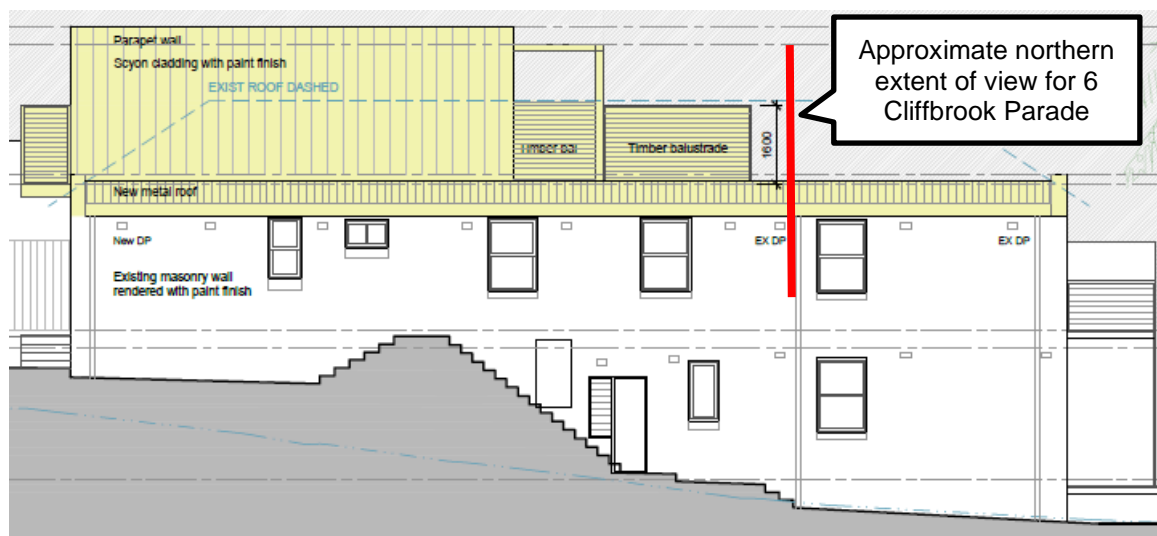 Parapet wall
Scyon cladding with paint finish
EXIST ROOF DASHED
Approximate northern
extent of view for 6
Cliffbrook Parade
Timber bal
Timber balustrade
1600
New metal roof
New DP
EX DP
EX DP
Existing masonry wall
rendered with paint finish